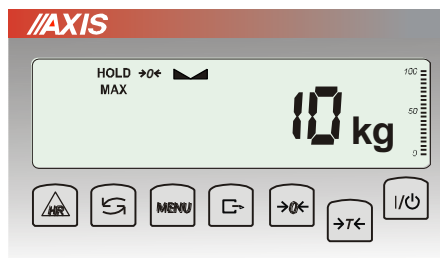 AXIS
HOLD →0←
MAX
100
50
0
10 kg
HR
MENU
→0←
→T←
I/⏻